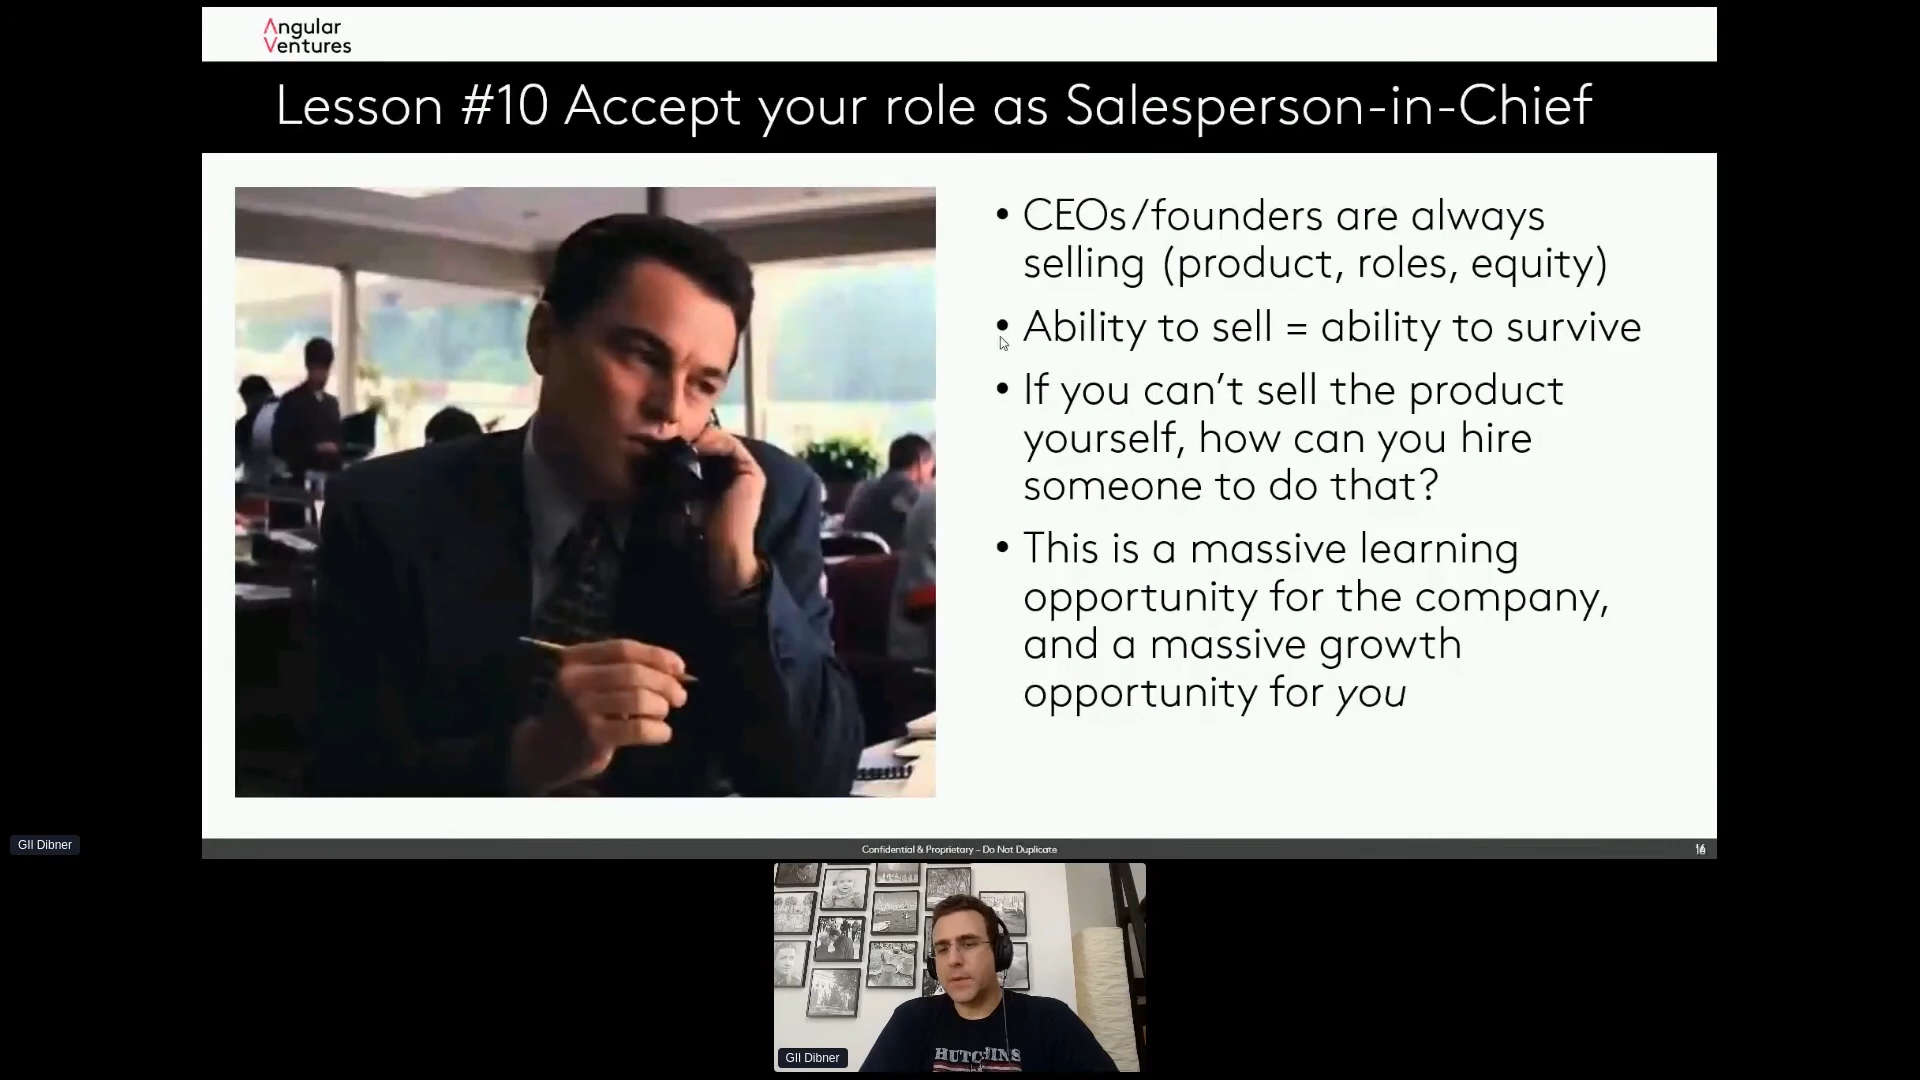 Angular
Ventures
Lesson #10 Accept your role as Salesperson-in-Chief
• CEOs/founders are always
selling (product, roles, equity)
• Ability to sell = ability to survive
• If you can’t sell the product
yourself, how can you hire
someone to do that?
• This is a massive learning
opportunity for the company,
and a massive growth
opportunity for you
GII Dibner
Confidential & Proprietary – Do Not Duplicate
GII Dibner
HUTCHINS